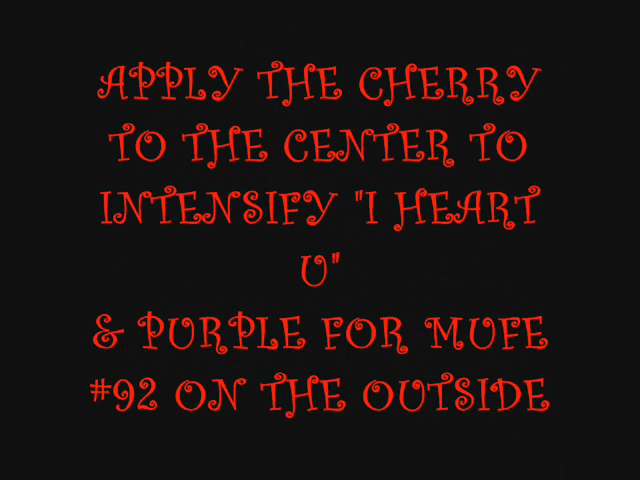 APPLY THE CHERRY
TO THE CENTER TO
INTENSIFY "I HEART
U"
& PURPLE FOR MUFE
#92 ON THE OUTSIDE